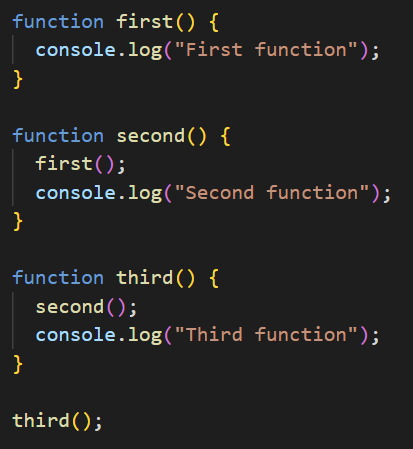 function first() {
  console.log("First function");
}

function second() {
  first();
  console.log("Second function");
}

function third() {
  second();
  console.log("Third function");
}

third();